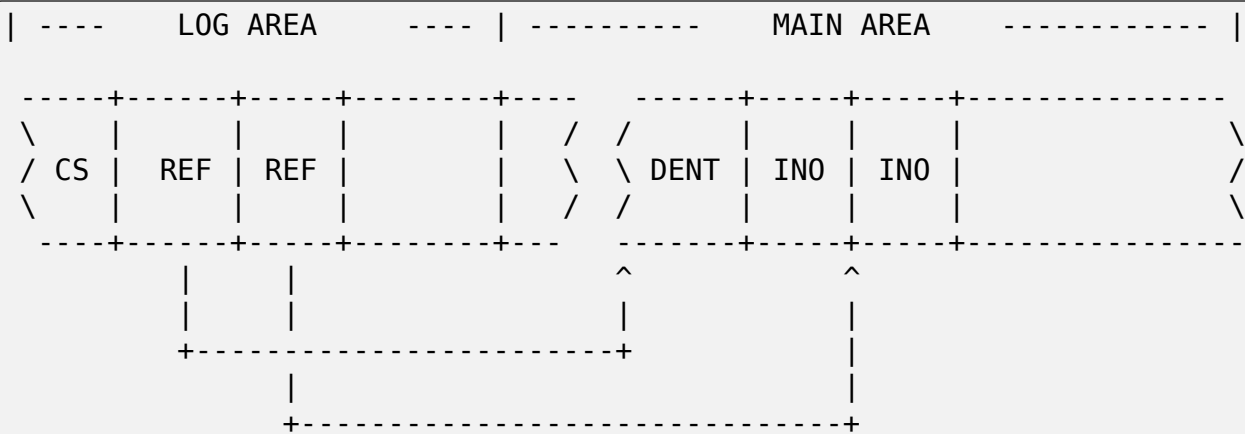 | ---- LOG AREA ---- | ---------- MAIN AREA ------------ |
-----+------+-----+--------+---- ------+-----+-----+---------------
\ | | | | / / | | | \
/ CS | REF | REF | | \ \ DENT | INO | INO | /
\ | | | | / / | | | \
----+------+-----+--------+--- -------+-----+-----+----------------
| | ^ ^
| | | |
+------------------------+ |
| |
+-------------------------------+